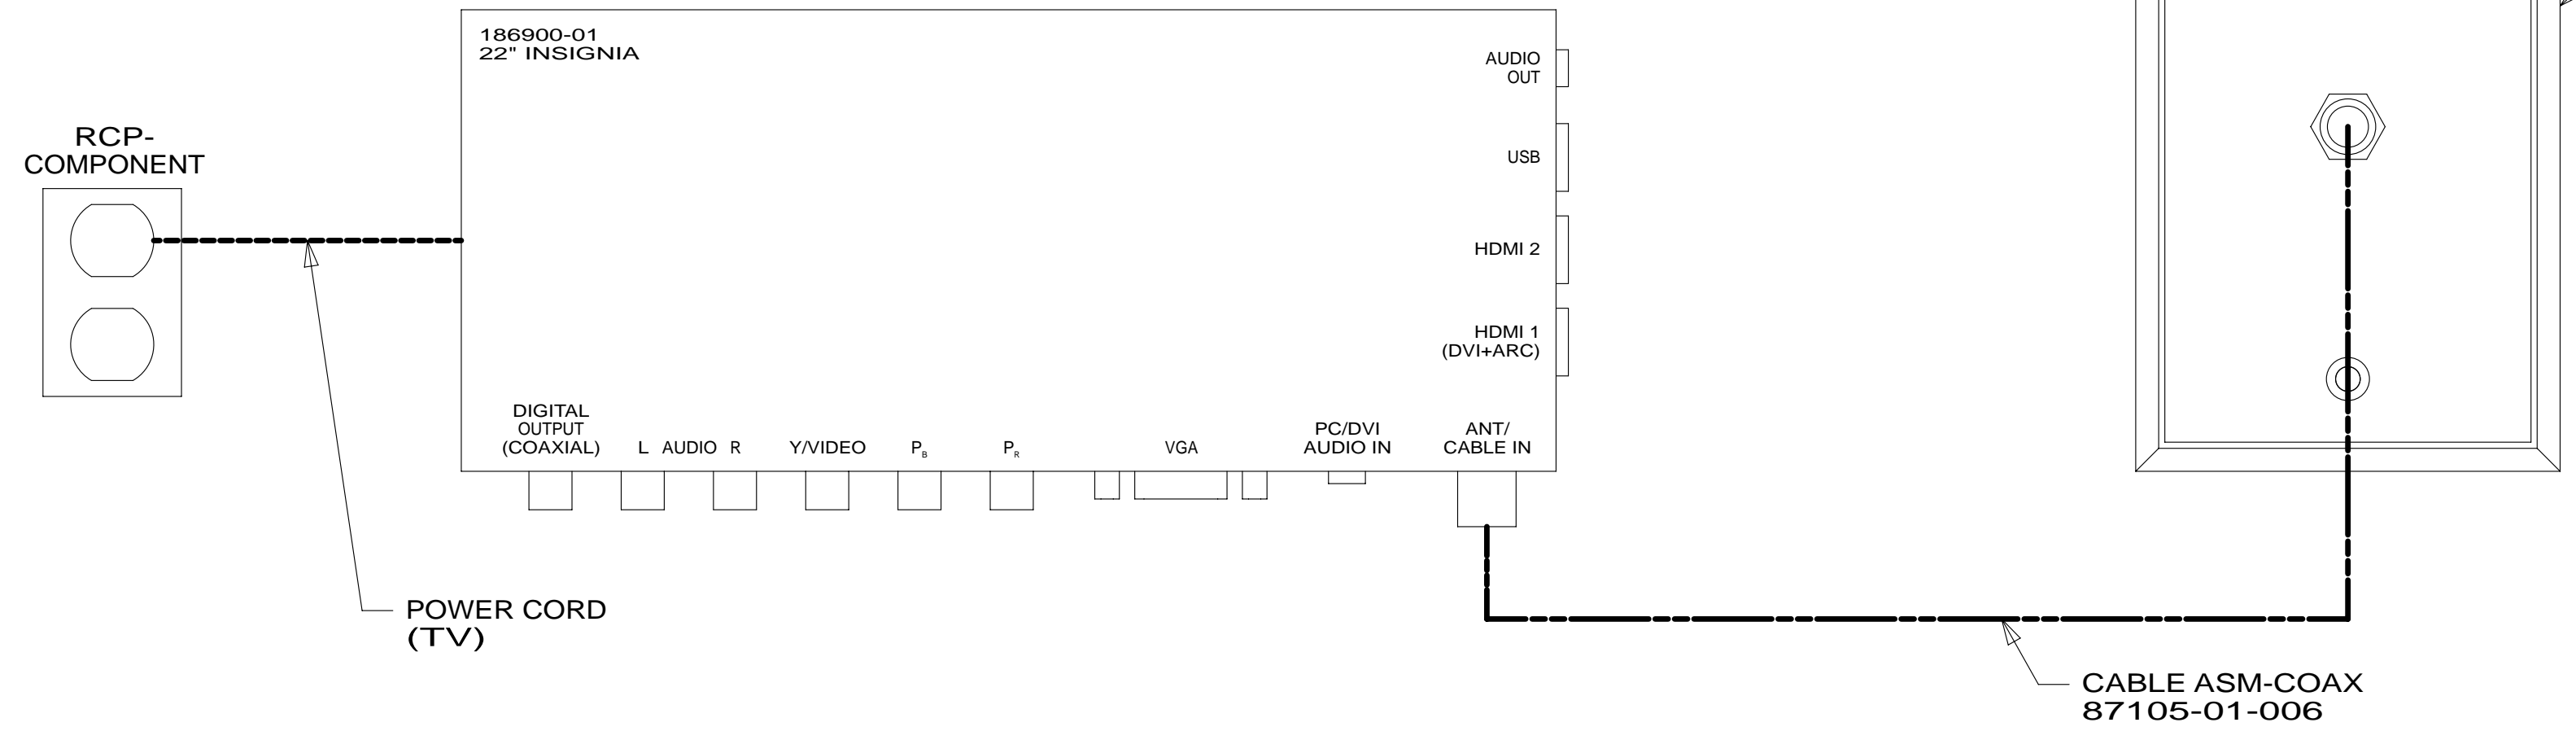 186900-01
22" INSIGNIA
AUDIO
OUT
USB
HDMI 2
HDMI 1
(DVI+ARC)
RCP-
COMPONENT
DIGITAL
OUTPUT
(COAXIAL)
L AUDIO R
Y/VIDEO
PB
PR
VGA
PC/DVI
AUDIO IN
ANT/
CABLE IN
POWER CORD
(TV)
CABLE ASM-COAX
87105-01-006